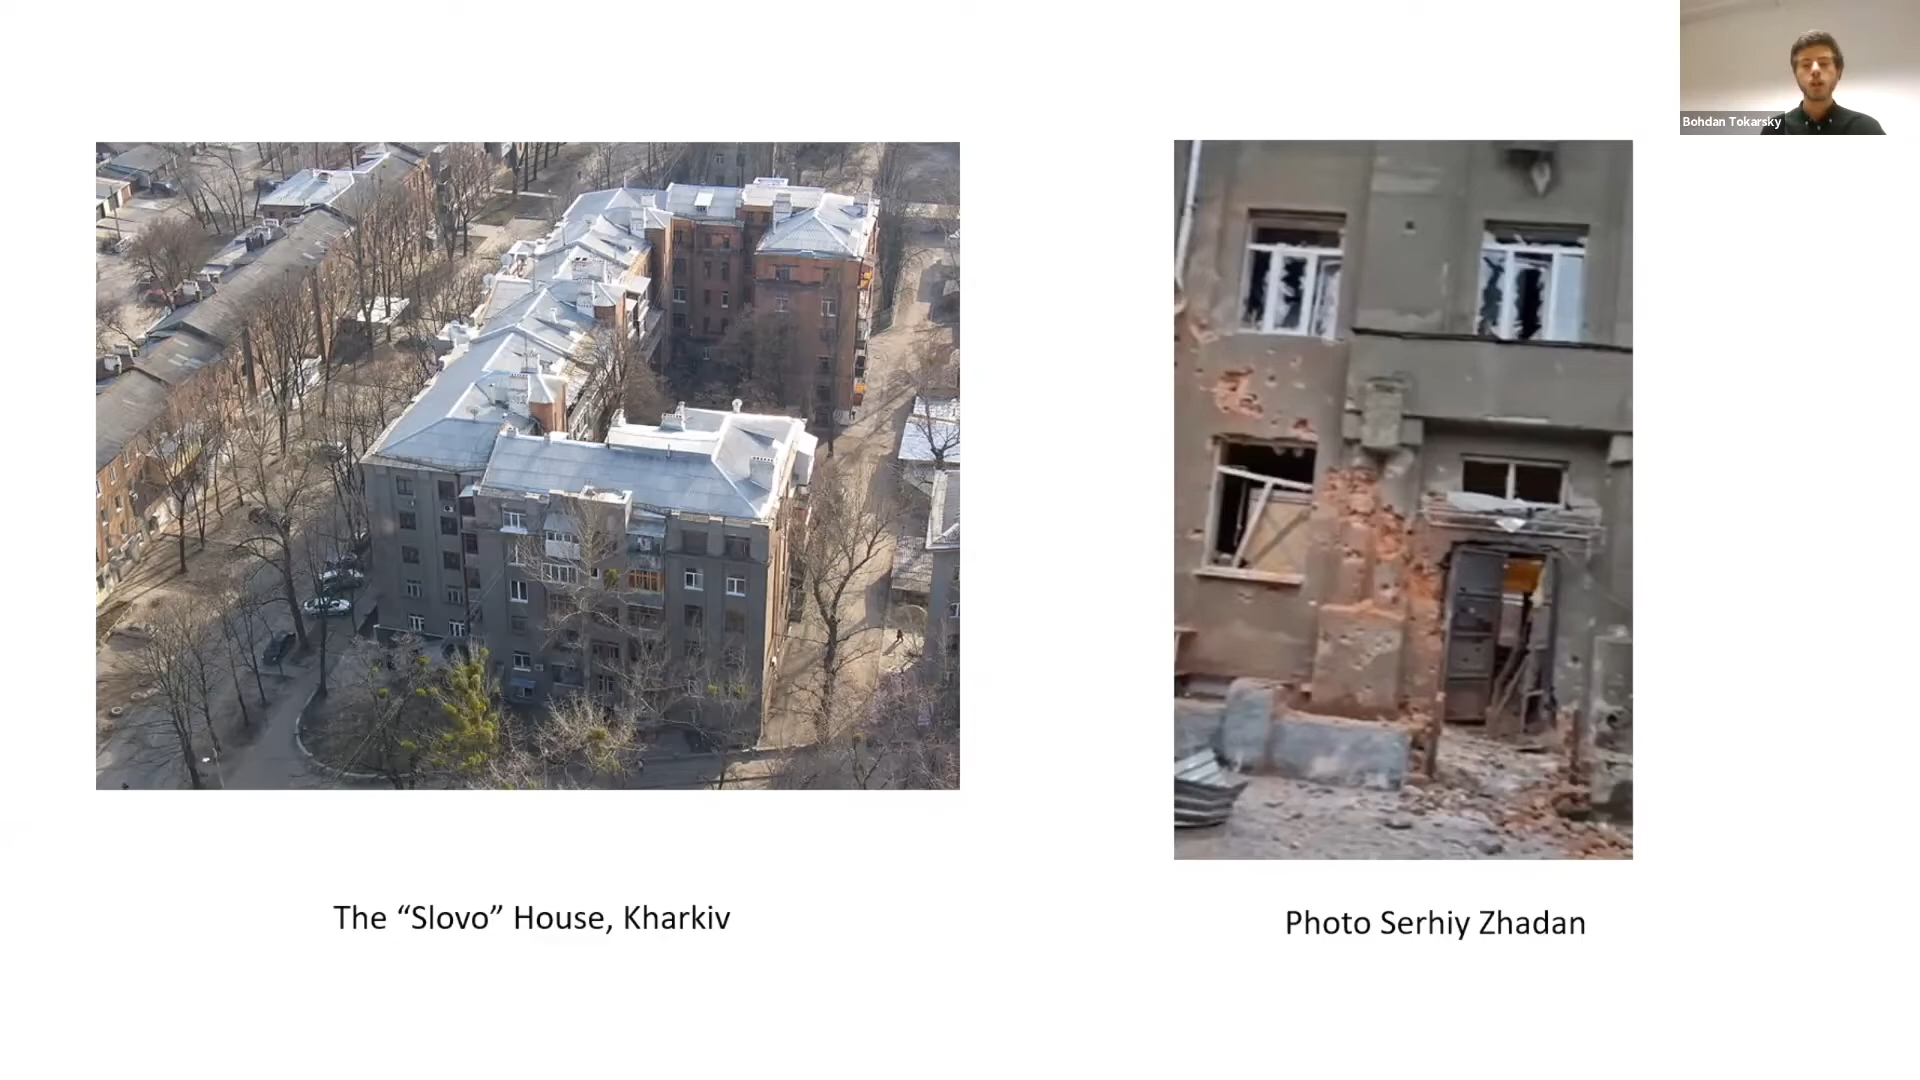 Bohdan Tokarsky
The “Slovo” House, Kharkiv
Photo Serhiy Zhadan